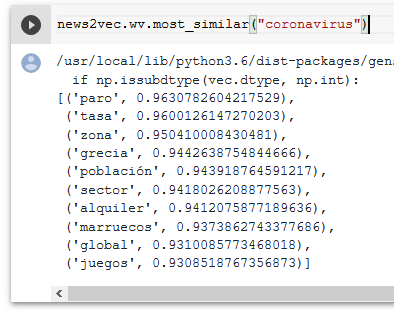 news2vec.wv.most_similar("coronavirus")
/usr/local/lib/python3.6/dist-packages/gens
if np.issubdtype(vec.dtype, np.int):
[('paro', 0.9630782604217529),
('tasa', 0.9600126147270203),
('zona', 0.950410008430481),
('grecia', 0.9442638754844666),
('población', 0.943918764591217),
('sector', 0.9418026208877563),
('alquiler', 0.9412075877189636),
('marruecos', 0.9373862743377686),
('global', 0.9310085773468018),
('juegos', 0.9308518767356873)]